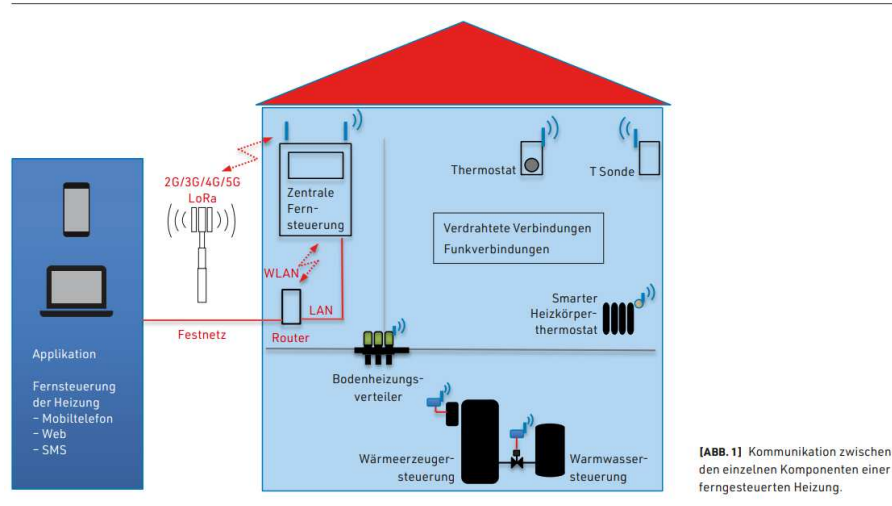 2G/3G/4G/5G
LoRa
Zentrale
Fern-
steuerung
Thermostat
T Sonde
Verdrahtete Verbindungen
Funkverbindungen
WLAN
LAN
Festnetz
Router
Smarter
Heizkörper-
thermostat
Applikation
Fernsteuerung
der Heizung
– Mobiltelefon
– Web
– SMS
Bodenheizungs-
verteiler
Wärmeerzeuger-
steuerung
Warmwasser-
steuerung
[ABB. 1] Kommunikation zwischen
den einzelnen Komponenten einer
ferngesteuerten Heizung.